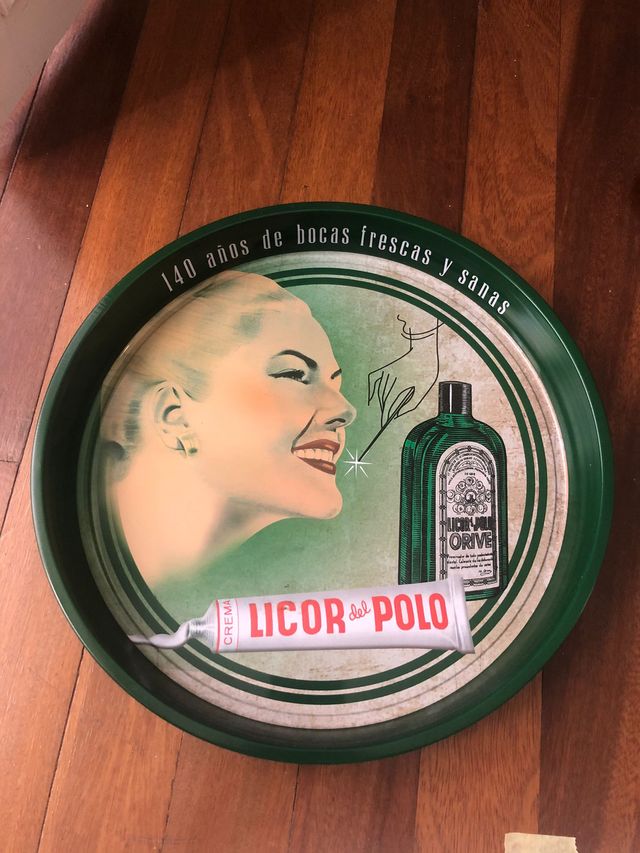 140 años de bocas frescas y sanas
LICOR del POLO
ORIVE
CREMA
LICOR del POLO